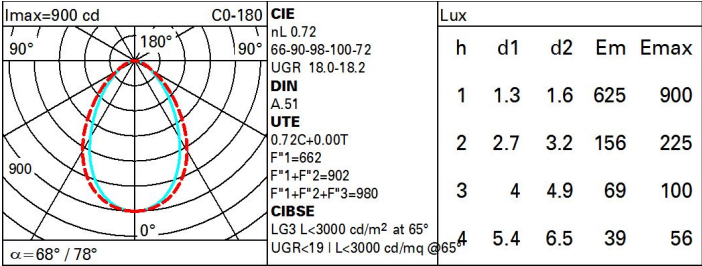 Imax=900 cd C0-180
90° 180° 90°
900
0°
α=68° / 78°
CIE
nL 0.72
66-90-98-100-72
UGR 18.0-18.2
DIN
A.51
UTE
0.72C+0.00T
F"1=662
F"1+F"2=902
F"1+F"2+F"3=980
CIBSE
LG3 L<3000 cd/m² at 65°
UGR<19 | L<3000 cd/mq @65°
Lux
h d1 d2 Em Emax
1 1.3 1.6 625 900
2 2.7 3.2 156 225
3 4 4.9 69 100
4 5.4 6.5 39 56